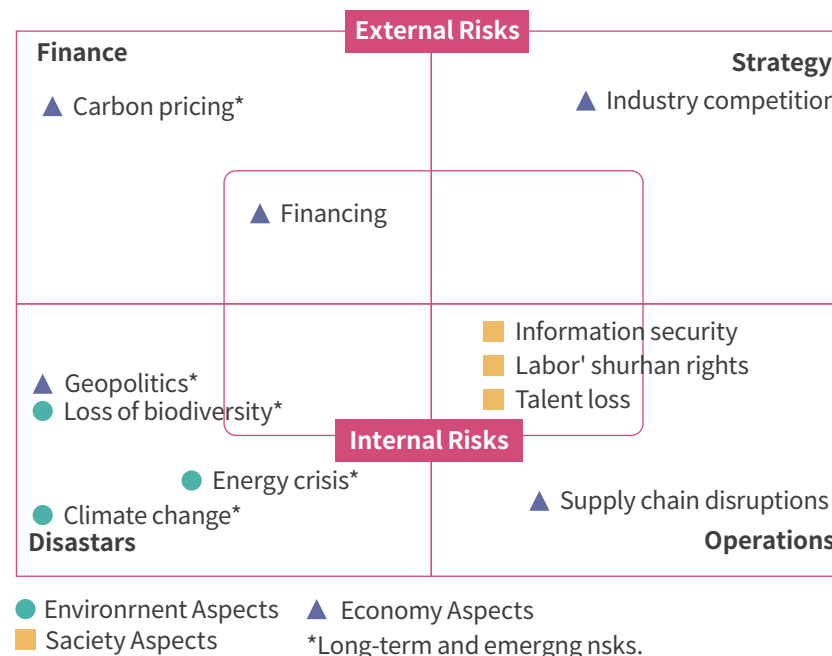 External Risks
Finance
Strategy
Carbon pricing*
Industry competition
Financing
Information security
Labor' shurhan rights
Talent loss
Geopolitics*
Loss of biodiversity*
Internal Risks
Energy crisis*
Climate change*
Supply chain disruptions
Disastars
Operations
Environrnent Aspects
Economy Aspects
Saciety Aspects
*Long-term and emergng nsks.